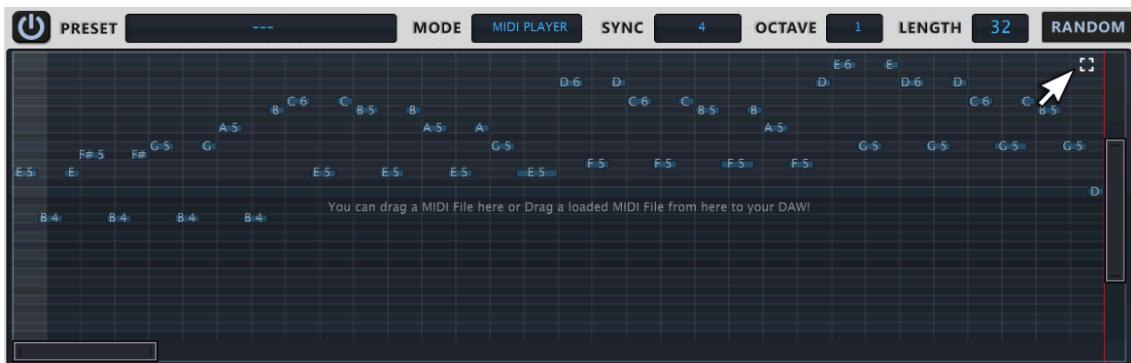 PRESET --- MODE MIDI PLAYER SYNC 4 OCTAVE 1 LENGTH 32 RANDOM
E 6 E
D 6 D D D 6 D
C 6 C C 6 C C 6 C
B B 5 B B 5 B B 5
A 5 A 5 A A 5
G 5 G G 5 G 5 G 5 G 5 G 5
F# 5 F#
F 5 F 5 F 5 F 5
E 5 E E 5 E 5 E 5 E 5
D
You can drag a MIDI File here or Drag a loaded MIDI File from here to your DAW!
B 4 B 4 B 4 B 4